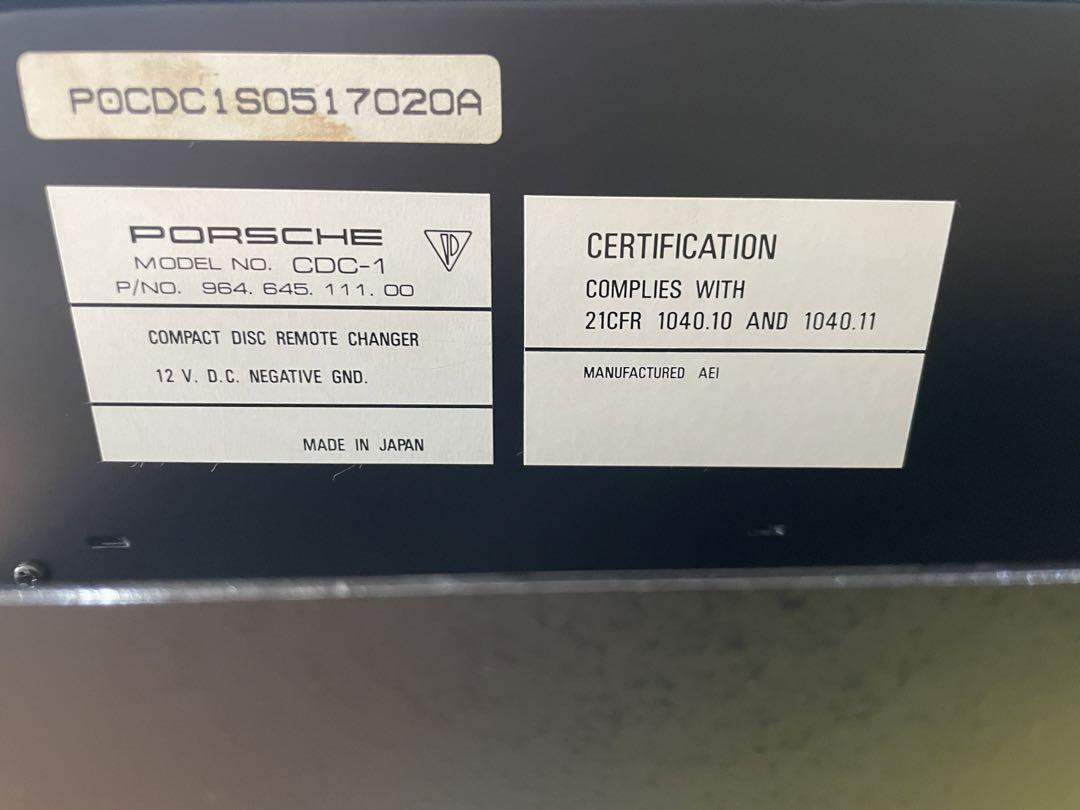 P0CDC1S0517020A
PORSCHE
MODEL NO. CDC-1
P/NO. 964. 645. 111. 00
COMPACT DISC REMOTE CHANGER
12 V. D.C. NEGATIVE GND.
MADE IN JAPAN
CERTIFICATION
COMPLIES WITH
21CFR 1040.10 AND 1040.11
MANUFACTURED AEI